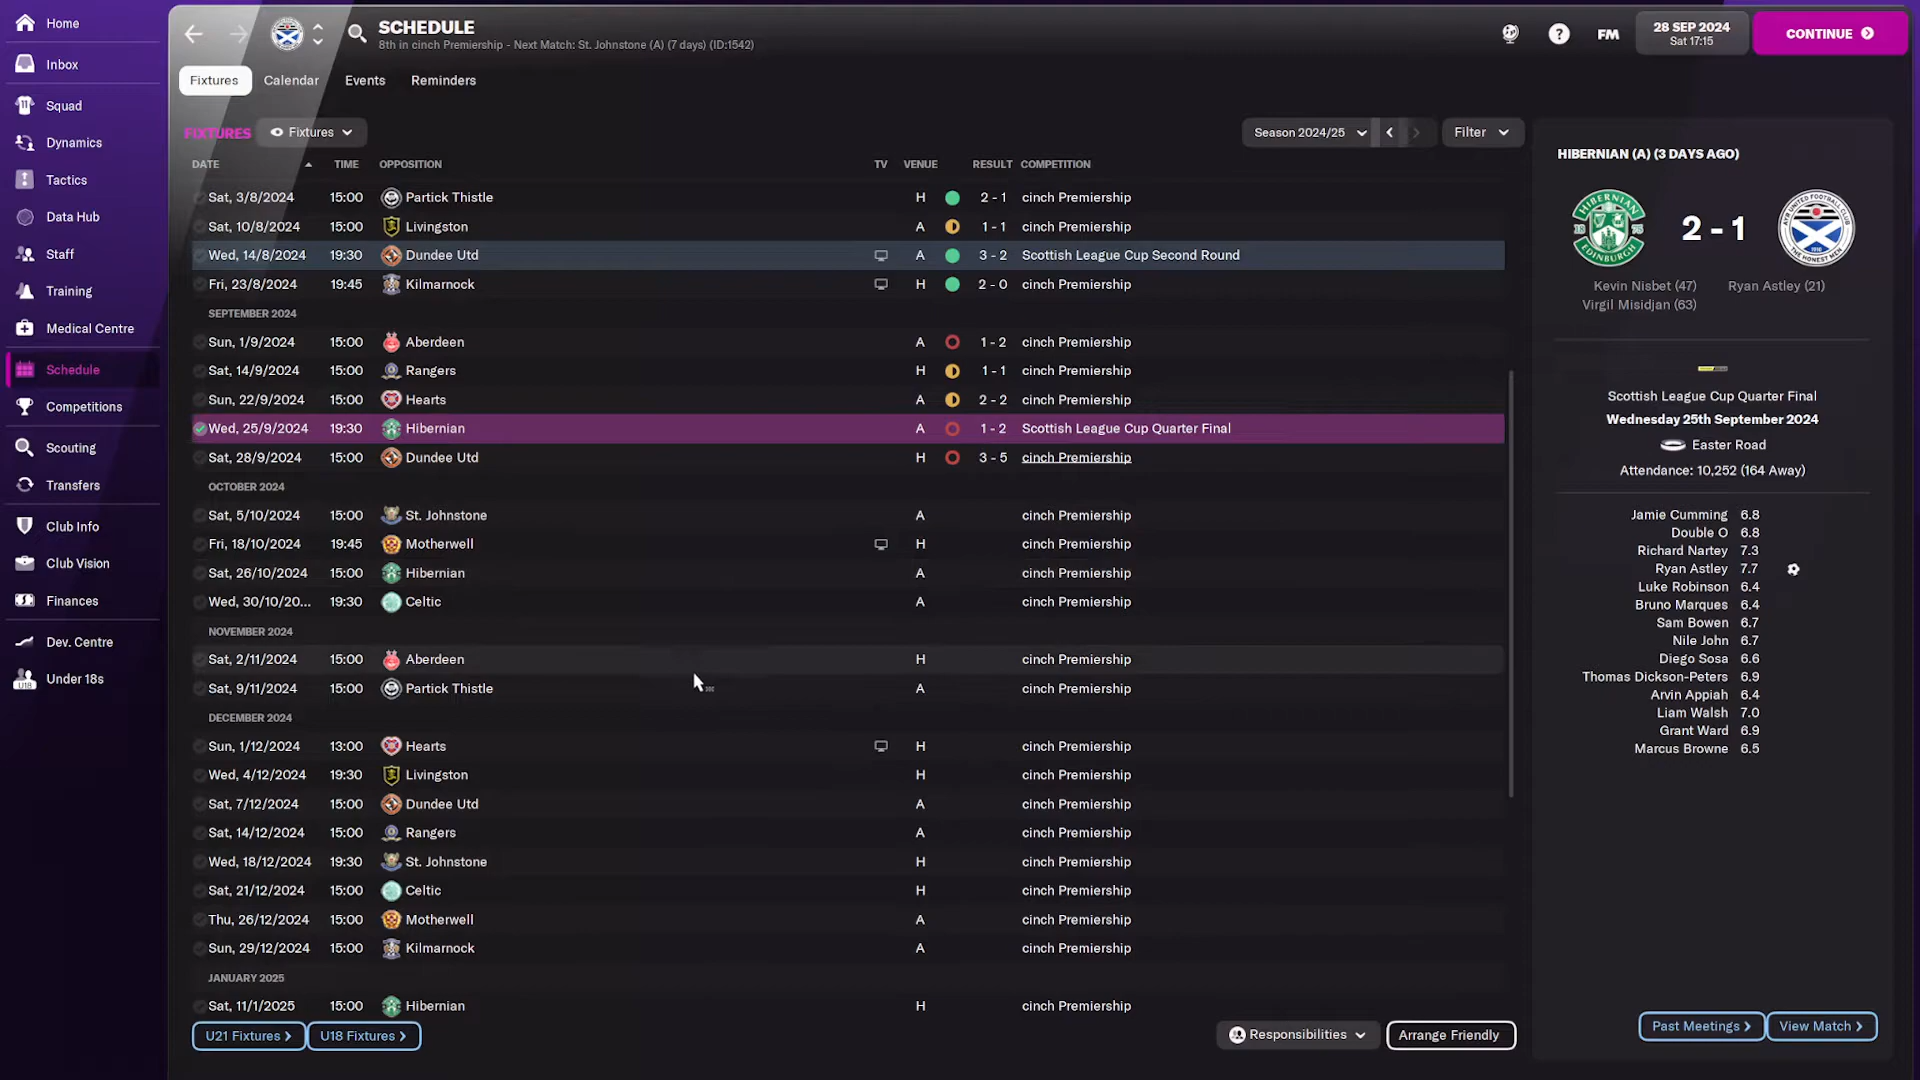 Home
Inbox
Squad
Dynamics
Tactics
Data Hub
Staff
Training
Medical Centre
Schedule
Competitions
Scouting
Transfers
Club Info
Club Vision
Finances
Dev. Centre
U18 Under 18s
SCHEDULE
8th in cinch Premiership - Next Match: St. Johnstone (A) (7 days) (ID:1542)
FM
28 SEP 2024
Sat 17:15
CONTINUE
Fixtures Calendar Events Reminders
FIXTURES Fixtures Season 2024/25 Filter
DATE TIME OPPOSITION TV VENUE RESULT COMPETITION
Sat, 3/8/2024 15:00 Partick Thistle H 2 - 1 cinch Premiership
Sat, 10/8/2024 15:00 Livingston A 1 - 1 cinch Premiership
Wed, 14/8/2024 19:30 Dundee Utd A 3 - 2 Scottish League Cup Second Round
Fri, 23/8/2024 19:45 Kilmarnock H 2 - 0 cinch Premiership
SEPTEMBER 2024
Sun, 1/9/2024 15:00 Aberdeen A 1 - 2 cinch Premiership
Sat, 14/9/2024 15:00 Rangers H 1 - 1 cinch Premiership
Sun, 22/9/2024 15:00 Hearts A 2 - 2 cinch Premiership
Wed, 25/9/2024 19:30 Hibernian A 1 - 2 Scottish League Cup Quarter Final
Sat, 28/9/2024 15:00 Dundee Utd H 3 - 5 cinch Premiership
OCTOBER 2024
Sat, 5/10/2024 15:00 St. Johnstone A cinch Premiership
Fri, 18/10/2024 19:45 Motherwell H cinch Premiership
Sat, 26/10/2024 15:00 Hibernian A cinch Premiership
Wed, 30/10/20... 19:30 Celtic A cinch Premiership
NOVEMBER 2024
Sat, 2/11/2024 15:00 Aberdeen H cinch Premiership
Sat, 9/11/2024 15:00 Partick Thistle A cinch Premiership
DECEMBER 2024
Sun, 1/12/2024 13:00 Hearts H cinch Premiership
Wed, 4/12/2024 19:30 Livingston H cinch Premiership
Sat, 7/12/2024 15:00 Dundee Utd A cinch Premiership
Sat, 14/12/2024 15:00 Rangers A cinch Premiership
Wed, 18/12/2024 19:30 St. Johnstone H cinch Premiership
Sat, 21/12/2024 15:00 Celtic H cinch Premiership
Thu, 26/12/2024 15:00 Motherwell A cinch Premiership
Sun, 29/12/2024 15:00 Kilmarnock A cinch Premiership
JANUARY 2025
Sat, 11/1/2025 15:00 Hibernian H cinch Premiership
U21 Fixtures U18 Fixtures Responsibilities Arrange Friendly
HIBERNIAN (A) (3 DAYS AGO)
HIBERNIAN
18 75
EDINBURGH
2 - 1
AYR UNITED FOOTBALL CLUB
THE HONEST MEN
Kevin Nisbet (47) Ryan Astley (21)
Virgil Misidjan (63)
Scottish League Cup Quarter Final
Wednesday 25th September 2024
Easter Road
Attendance: 10,252 (164 Away)
Jamie Cumming 6.8
Double O 6.8
Richard Nartey 7.3
Ryan Astley 7.7
Luke Robinson 6.4
Bruno Marques 6.4
Sam Bowen 6.7
Nile John 6.7
Diego Sosa 6.6
Thomas Dickson-Peters 6.9
Arvin Appiah 6.4
Liam Walsh 7.0
Grant Ward 6.9
Marcus Browne 6.5
Past Meetings View Match